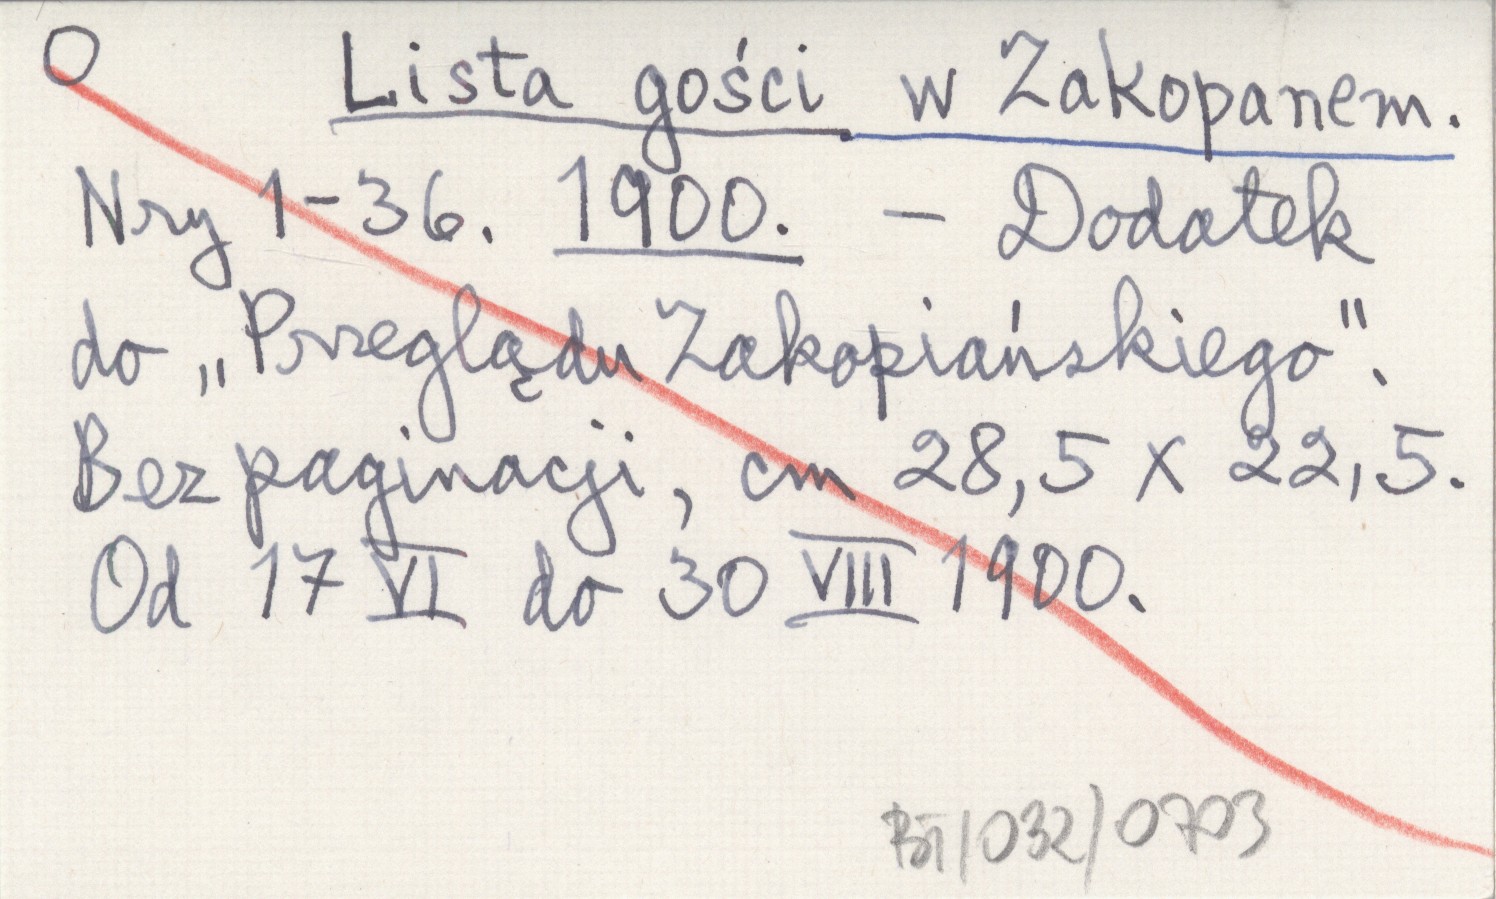 O
Lista gości w Zakopanem.
Nry 1-36. 1900. - Dodatek
do „Przeglądu Zakopiańskiego".
Bez paginacji, cm 28,5 x 22,5.
Od 17 VI do 30 VIII 1900.
BT/032/0703